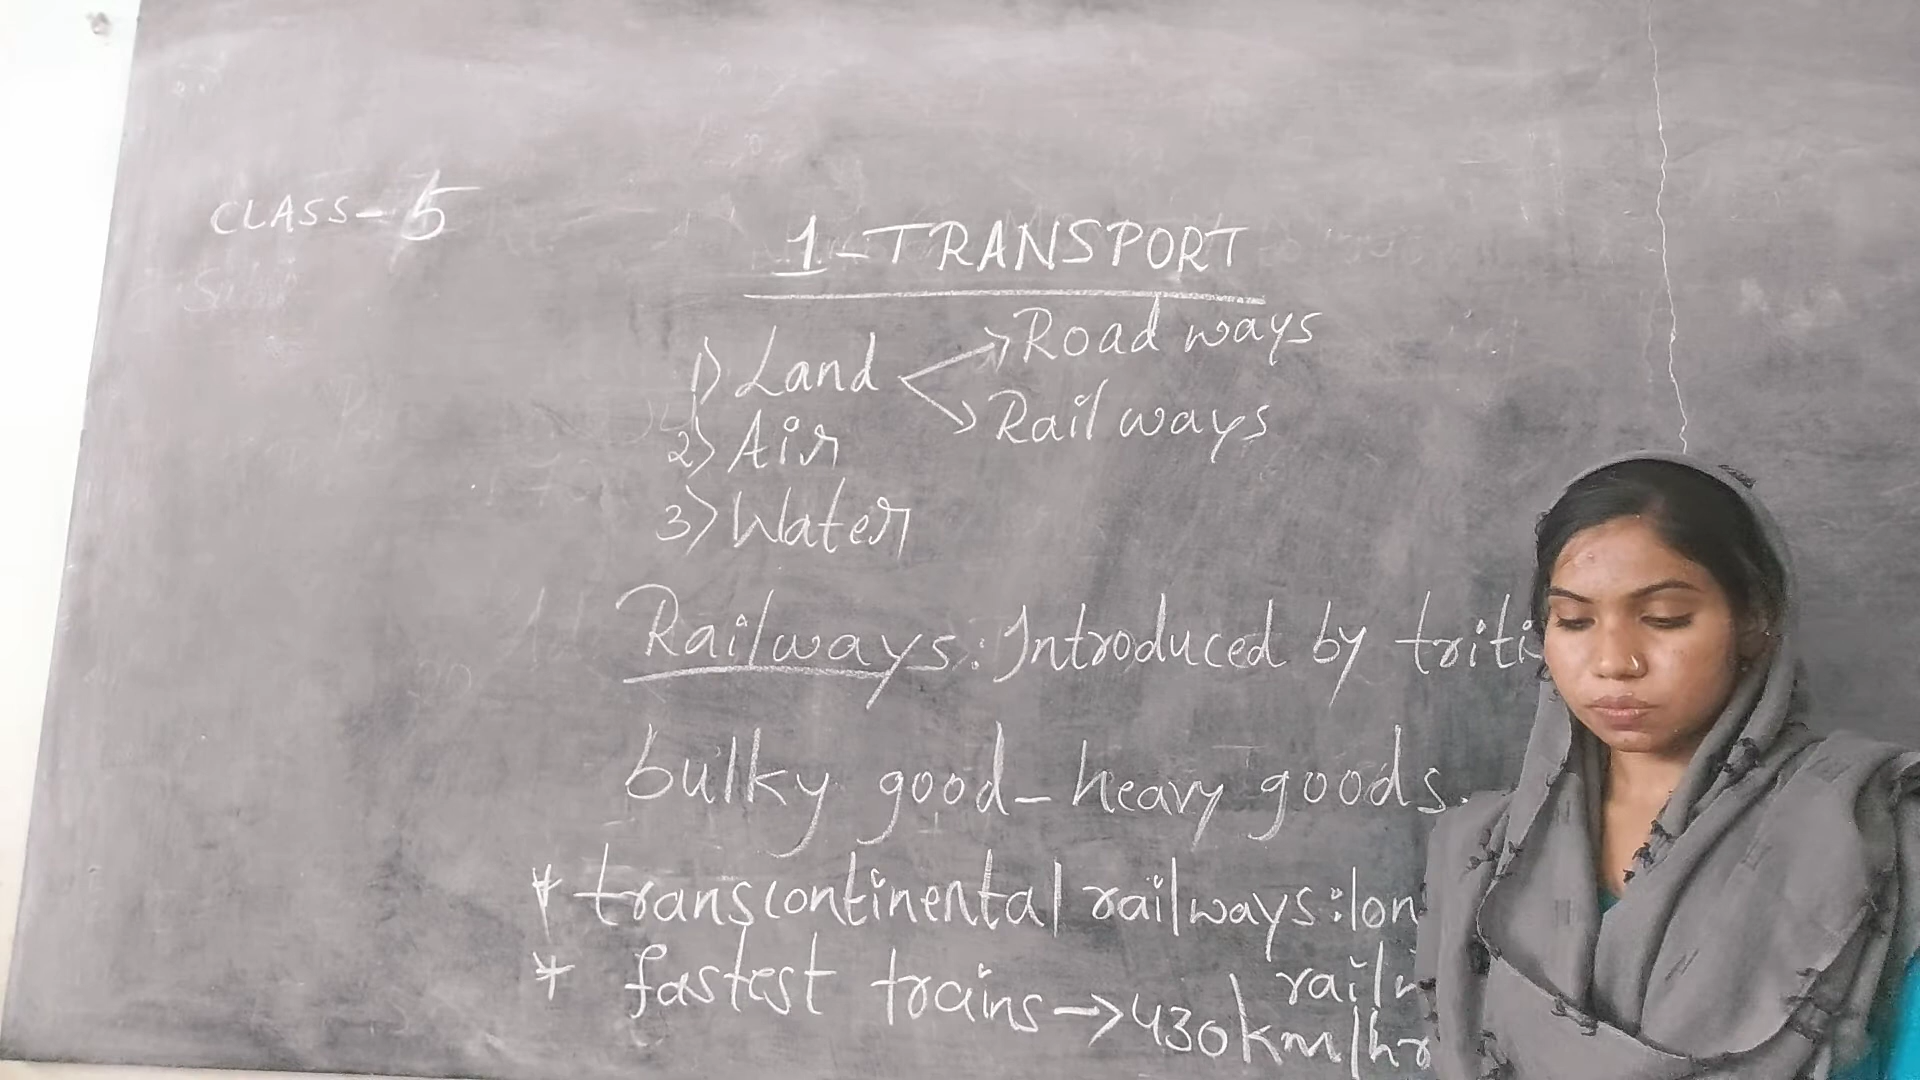 CLASS- 5
1-TRANSPORT
1) Land
Road ways
Rail ways
2) Air
3) Water
Railways: Introduced by
bulky good - heavy goods.
* transcontinental railways:
* fastest trains → 430km/hr